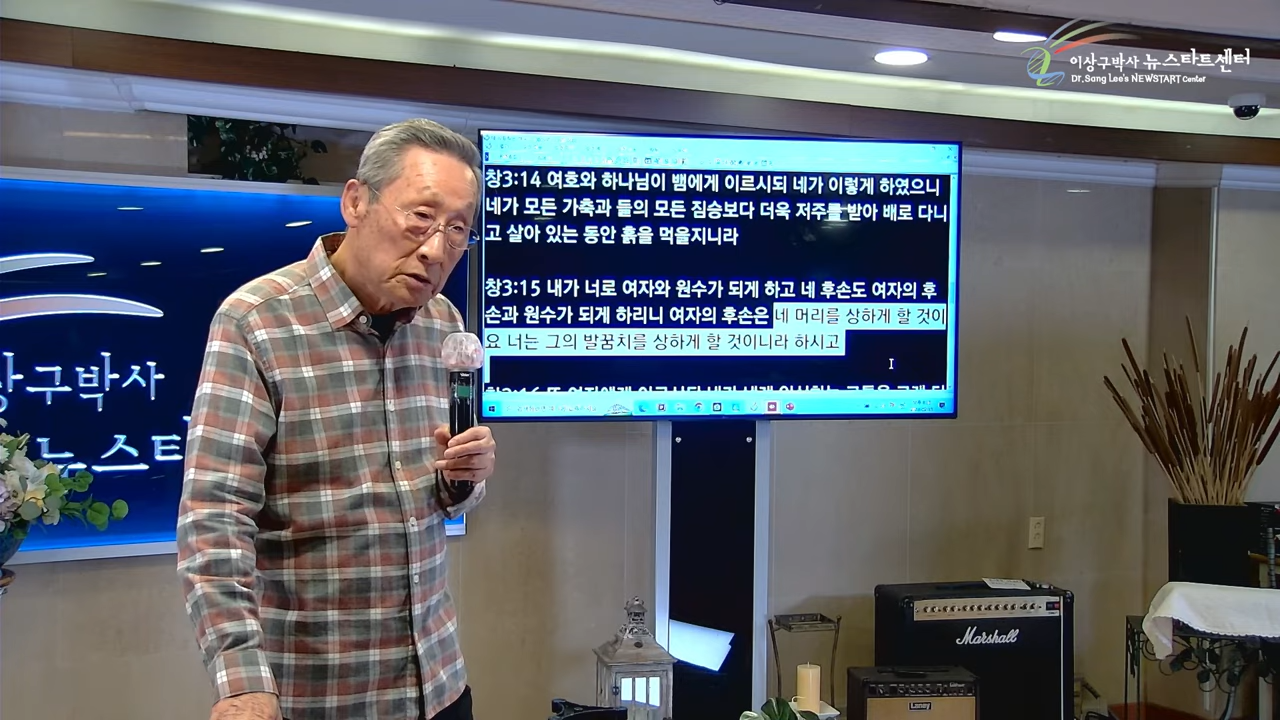 이상구박사 뉴스타트센터
Dr. Sang Lee's NEWSTART Center
창3:14 여호와 하나님이 뱀에게 이르시되 네가 이렇게 하였으니
네가 모든 가축과 들의 모든 짐승보다 더욱 저주를 받아 배로 다니
고 살아 있는 동안 흙을 먹을지니라
창3:15 내가 너로 여자와 원수가 되게 하고 네 후손도 여자의 후
손과 원수가 되게 하리니 여자의 후손은 네 머리를 상하게 할 것이
요 너는 그의 발꿈치를 상하게 할 것이니라 하시고
상구박사
뉴스타
Marshall
Laney